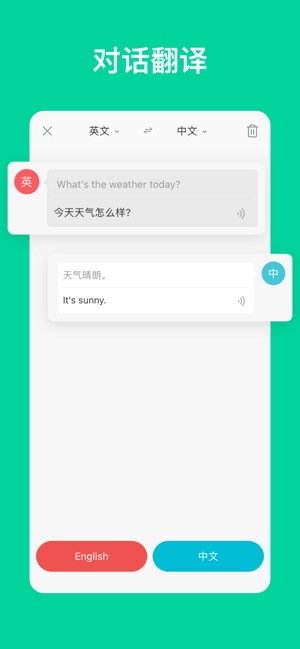 对话翻译
英文 中文
英
What's the weather today?
今天天气怎么样?
天气晴朗。
中
It's sunny.
English 中文